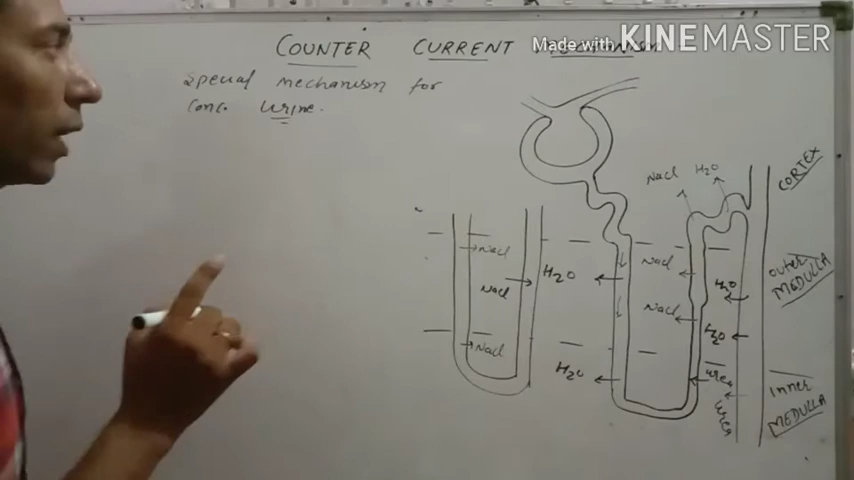 COUNTER CURRENT
Made with KINEMASTER
Special mechanism for
Conc. Urine.
CORTEX
NaCl H2O
Outer
MEDULLA
NaCl
NaCl
NaCl
H2O
H2O
NaCl
NaCl
H2O
H2O
H2O
Urea
Urea
Inner
MEDULLA